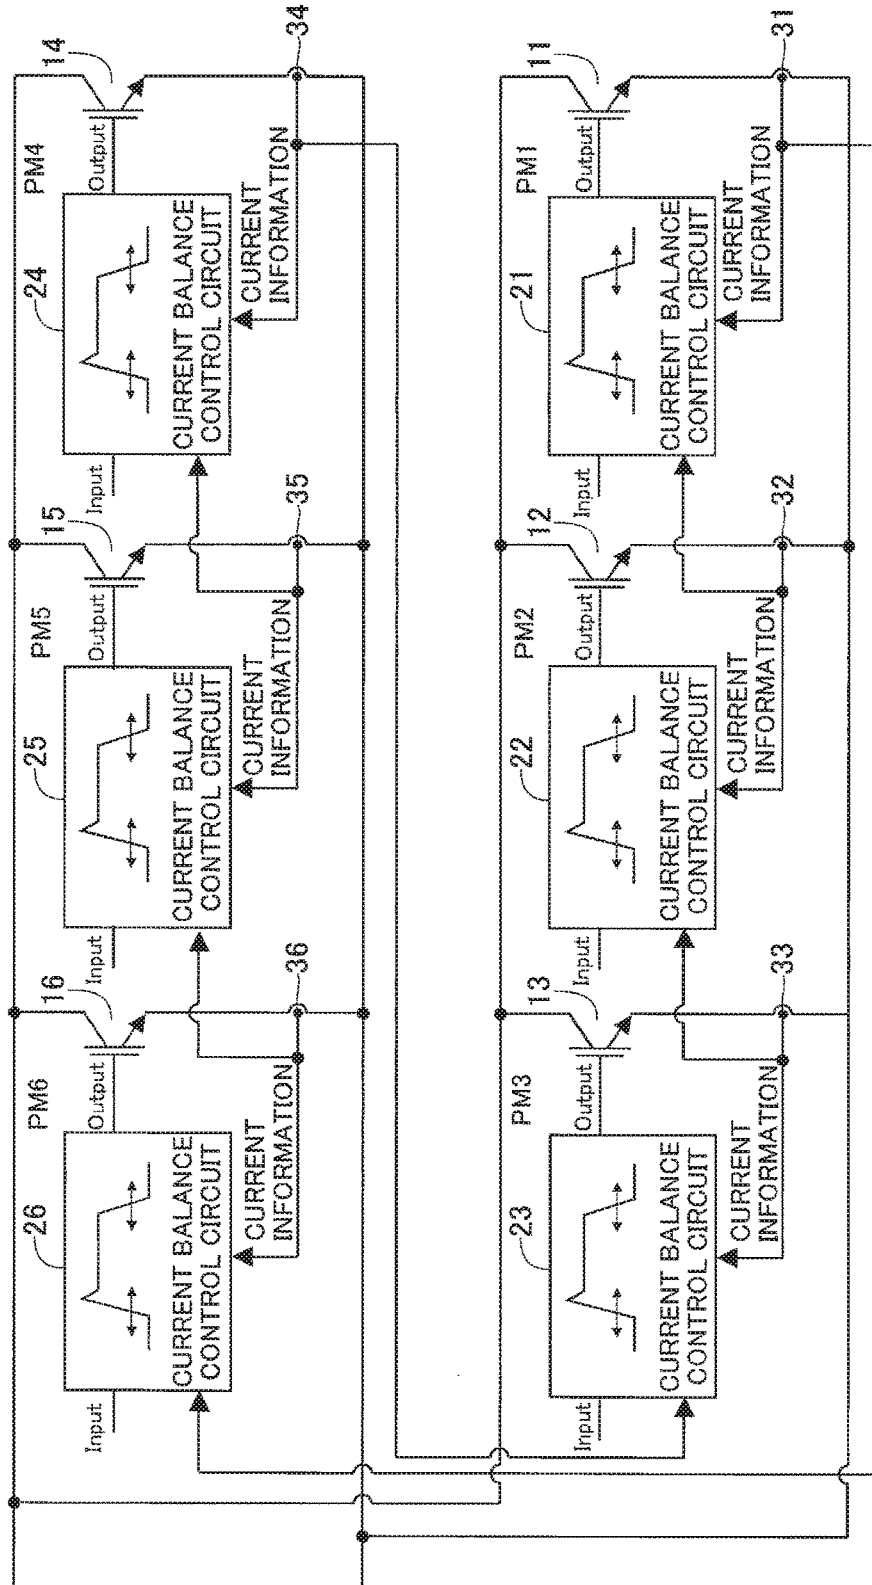 16
PM6
Output
36
26
Input
CURRENT BALANCE
CONTROL CIRCUIT
CURRENT
INFORMATION
15
PM5
Output
35
25
Input
CURRENT BALANCE
CONTROL CIRCUIT
CURRENT
INFORMATION
14
PM4
Output
34
24
Input
CURRENT BALANCE
CONTROL CIRCUIT
CURRENT
INFORMATION
13
PM3
Output
33
23
Input
CURRENT BALANCE
CONTROL CIRCUIT
CURRENT
INFORMATION
12
PM2
Output
32
22
Input
CURRENT BALANCE
CONTROL CIRCUIT
CURRENT
INFORMATION
11
PM1
Output
31
21
Input
CURRENT BALANCE
CONTROL CIRCUIT
CURRENT
INFORMATION